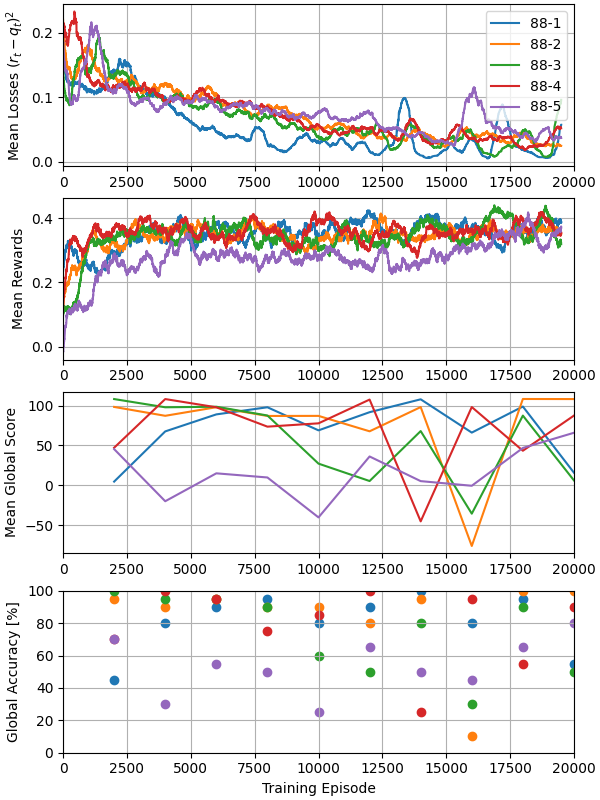 Mean Losses $(r_t - q_t)^2$
0.2
0.1
0.0
88-1
88-2
88-3
88-4
88-5
0 2500 5000 7500 10000 12500 15000 17500 20000
Mean Rewards
0.4
0.2
0.0
0 2500 5000 7500 10000 12500 15000 17500 20000
Mean Global Score
100
50
0
−50
0 2500 5000 7500 10000 12500 15000 17500 20000
Global Accuracy [%]
100
80
60
40
20
0
0 2500 5000 7500 10000 12500 15000 17500 20000
Training Episode